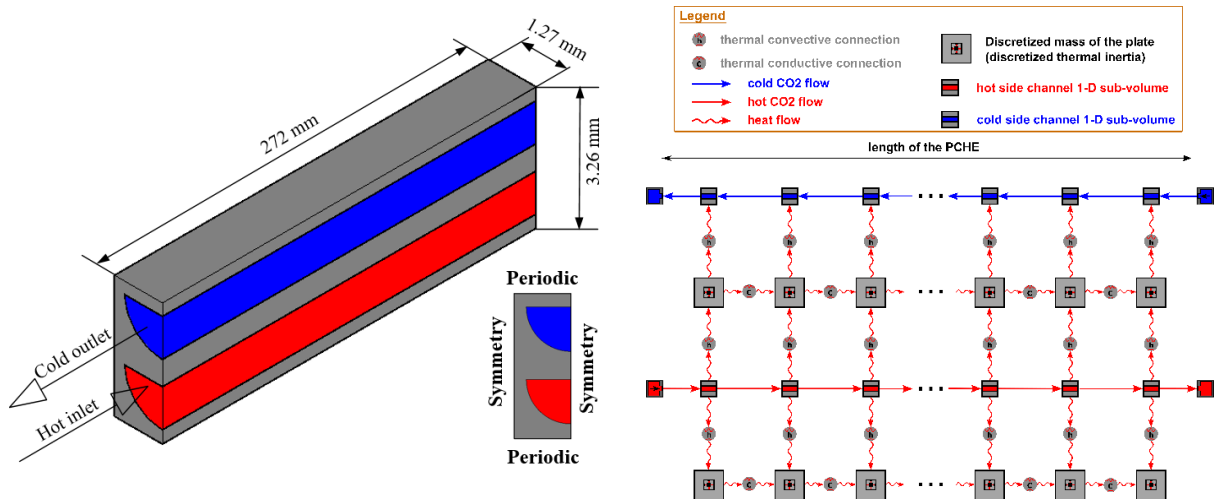 1.27 mm
272 mm
3.26 mm
Cold outlet
Hot inlet
Periodic
Symmetry
Symmetry
Periodic
Legend
h thermal convective connection
c thermal conductive connection
cold CO2 flow
hot CO2 flow
heat flow
Discretized mass of the plate
(discretized thermal inertia)
hot side channel 1-D sub-volume
cold side channel 1-D sub-volume
length of the PCHE
h h h h h h
c c c c
h h h h h h
h h h h h h
c c c c